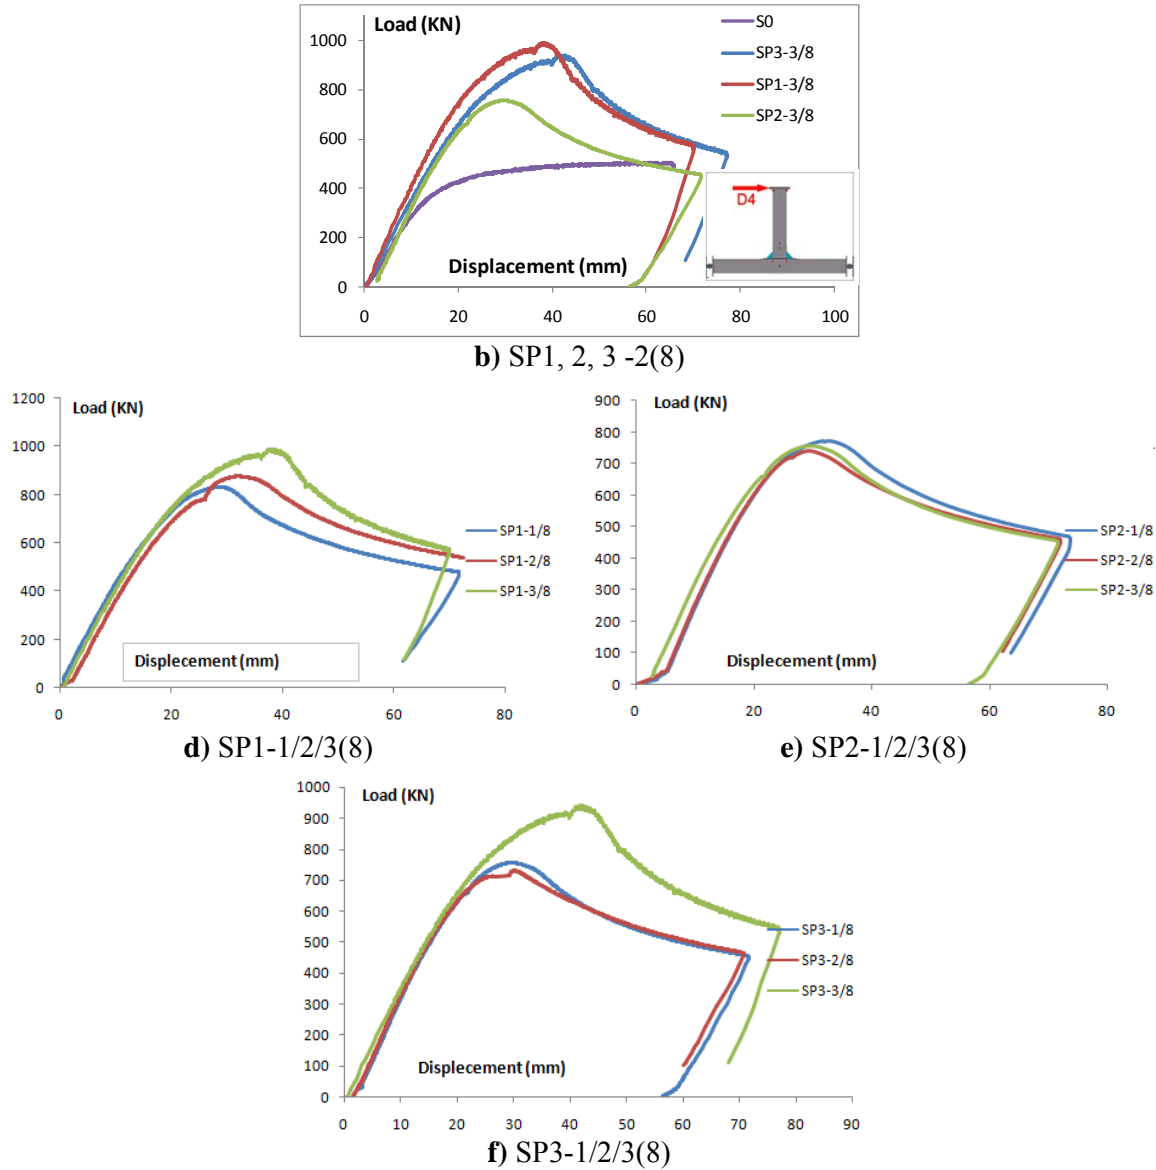 Load (KN)
1000
800
600
400
200
0
S0
SP3-3/8
SP1-3/8
SP2-3/8
D4
Displacement (mm)
0 20 40 60 80 100
b) SP1, 2, 3 -2(8)
Load (KN)
1200
1000
800
600
400
200
0
SP1-1/8
SP1-2/8
SP1-3/8
Displecement (mm)
0 20 40 60 80
d) SP1-1/2/3(8)
Load (KN)
900
800
700
600
500
400
300
200
100
0
SP2-1/8
SP2-2/8
SP2-3/8
Displacement (mm)
0 20 40 60 80
e) SP2-1/2/3(8)
Load (KN)
1000
900
800
700
600
500
400
300
200
100
0
SP3-1/8
SP3-2/8
SP3-3/8
Displacement (mm)
0 10 20 30 40 50 60 70 80 90
f) SP3-1/2/3(8)